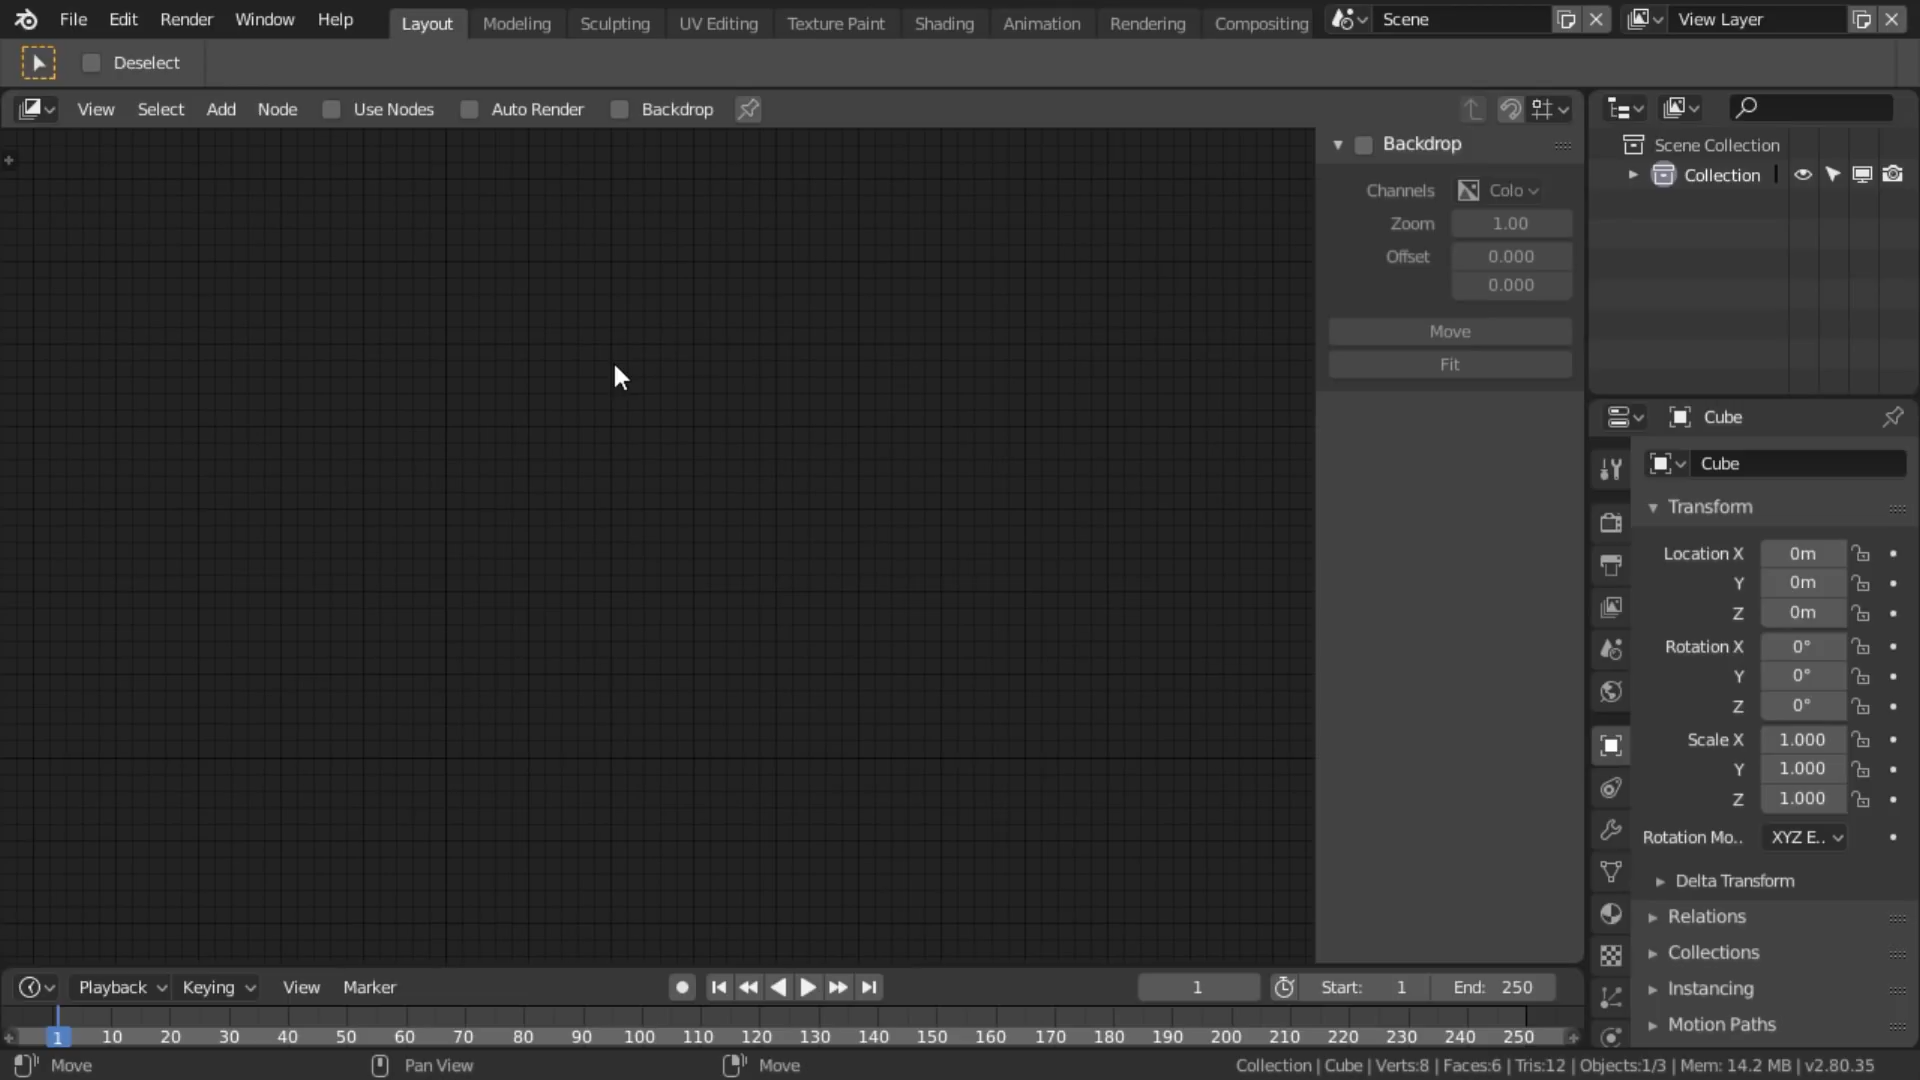 File Edit Render Window Help Layout Modeling Sculpting UV Editing Texture Paint Shading Animation Rendering Compositing Scene View Layer
Deselect
View Select Add Node Use Nodes Auto Render Backdrop
Backdrop
Channels Colo
Zoom 1.00
Offset 0.000
0.000
Move
Fit
Scene Collection
Collection
Cube
Cube
Transform
Location X 0m
Y 0m
Z 0m
Rotation X 0°
Y 0°
Z 0°
Scale X 1.000
Y 1.000
Z 1.000
Rotation Mo.. XYZ E..
Delta Transform
Relations
Collections
Instancing
Motion Paths
Playback Keying View Marker 1 Start: 1 End: 250
1 10 20 30 40 50 60 70 80 90 100 110 120 130 140 150 160 170 180 190 200 210 220 230 240 250
Move Pan View Move Collection | Cube | Verts:8 | Faces:6 | Tris:12 | Objects:1/3 | Mem: 14.2 MB | v2.80.35